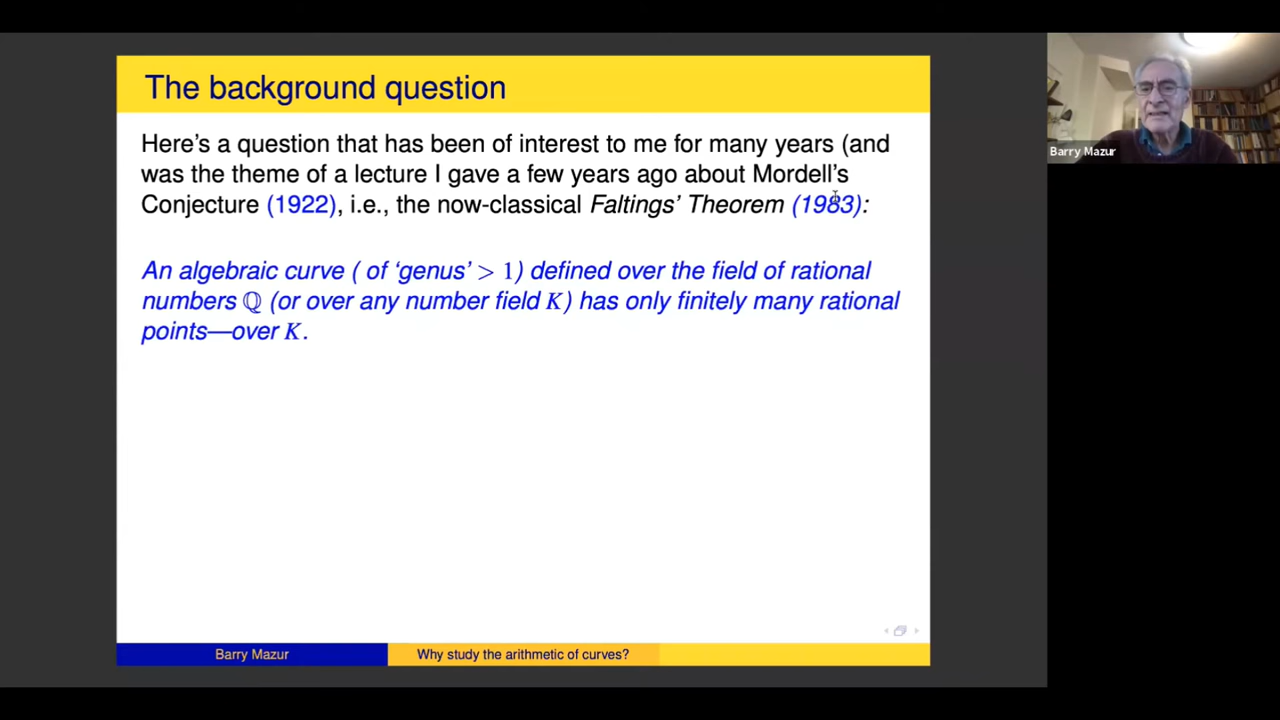 The background question
Here's a question that has been of interest to me for many years (and
was the theme of a lecture I gave a few years ago about Mordell's
Conjecture (1922), i.e., the now-classical Faltings' Theorem (1983):
An algebraic curve ( of ‘genus’ > 1) defined over the field of rational
numbers ℚ (or over any number field K) has only finitely many rational
points—over K.
Barry Mazur
Why study the arithmetic of curves?
Barry Mazur